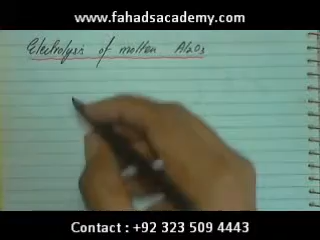 www.fahadsacademy.com
Electrolysis of molten Al2O3
Contact : +92 323 509 4443